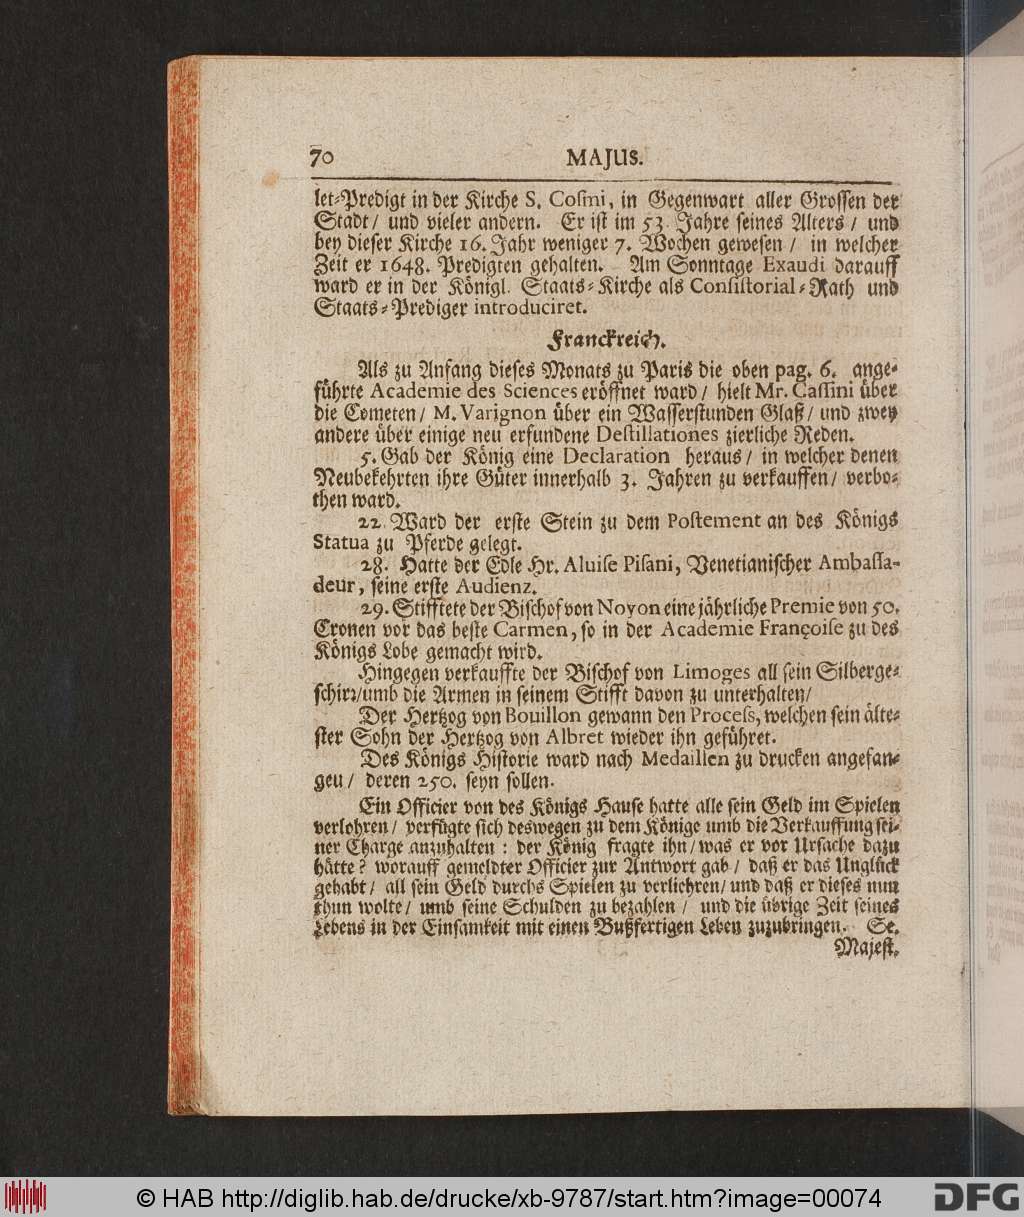 70 MAJUS.
let-Predigt in der Kirche S. Cosmi, in Gegenwart aller Grossen der
Stadt / und vieler andern. Er ist im 53. Jahre seines Alters / und
bey dieser Kirche 16. Jahr weniger 7. Wochen gewesen / in welcher
Zeit er 1648. Predigten gehalten. Am Sonntage Exaudi darauff
ward er in der Königl. Staats-Kirche als Consistorial-Rath und
Staats-Prediger introduciret.
Franckreich.
Als zu Anfang dieses Monats zu Paris die oben pag. 6. ange-
führte Academie des Sciences eröffnet ward / hielt Mr. Cassini über
die Cometen / M. Varignon über ein Wasserstunden Glaß / und zwey
andere über einige neu erfundene Destillationes zierliche Reden.
5. Gab der König eine Declaration heraus / in welcher denen
Neubekehrten ihre Güter innerhalb 3. Jahren zu verkauffen / verbo-
then ward.
22 Ward der erste Stein zu dem Postement an des Königs
Statua zu Pferde gelegt.
28. Hatte der Edle Hr. Aluise Pisani, Venetianischer Ambassa-
deur, seine erste Audienz.
29. Stifftete der Bischof von Noyon eine jährliche Premie von 50.
Cronen vor das beste Carmen, so in der Academie Françoise zu des
Königs Lobe gemacht wird.
Hingegen verkauffte der Bischof von Limoges all sein Silberge-
schirr/umb die Armen in seinem Stifft davon zu unterhalten/
Der Hertzog von Bouillon gewann den Process, welchen sein älte-
ster Sohn der Hertzog von Albret wieder ihn geführet.
Des Königs Historie ward nach Medaillen zu drucken angefan-
geu / deren 250. seyn sollen.
Ein Officier von des Königs Hause hatte alle sein Geld im Spielen
verlohren / verfügte sich deswegen zu dem Könige umb die Verkauffung sei-
ner Charge anzuhalten : der König fragte ihn / was er vor Ursache dazu
hätte ? worauff gemeldter Officier zur Antwort gab / daß er das Unglück
gehabt / all sein Geld durchs Spielen zu verliehren / und daß er dieses nun
thun wolte / umb seine Schulden zu bezahlen / und die übrige Zeit seines
Lebens in der Einsamkeit mit einen Bußfertigen Leben zuzubringen. Se.
Majest.
© HAB http://diglib.hab.de/drucke/xb-9787/start.htm?image=00074 DFG